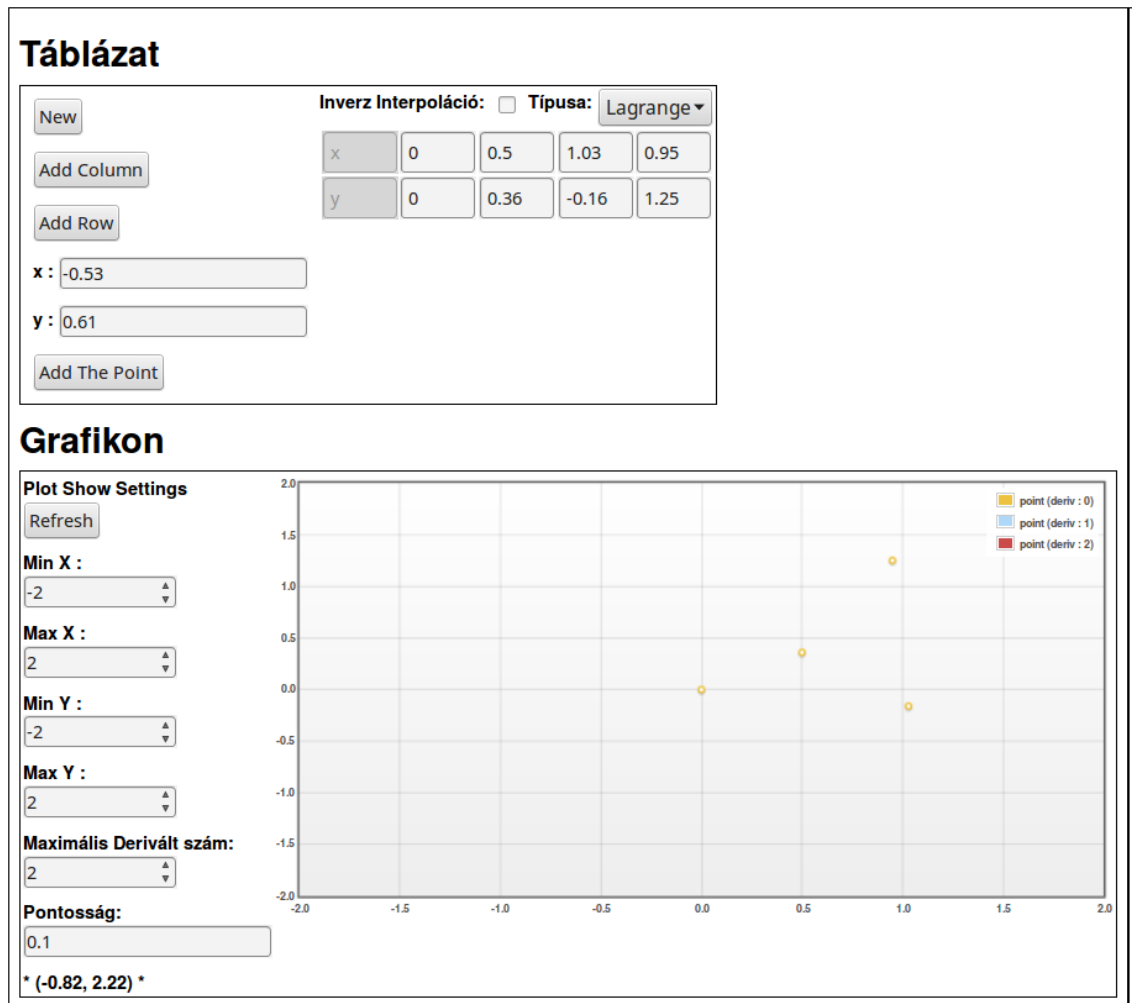 Táblázat
New
Inverz Interpoláció: Típusa: Lagrange
x 0 0.5 1.03 0.95
Add Column
y 0 0.36 -0.16 1.25
Add Row
x : -0.53
y : 0.61
Add The Point
Grafikon
Plot Show Settings
Refresh
Min X :
-2
Max X :
2
Min Y :
-2
Max Y :
2
Maximális Derivált szám:
2
Pontosság:
0.1
* (-0.82, 2.22) *
2.0
1.5
1.0
0.5
0.0
-0.5
-1.0
-1.5
-2.0
-2.0 -1.5 -1.0 -0.5 0.0 0.5 1.0 1.5 2.0
point (deriv : 0)
point (deriv : 1)
point (deriv : 2)